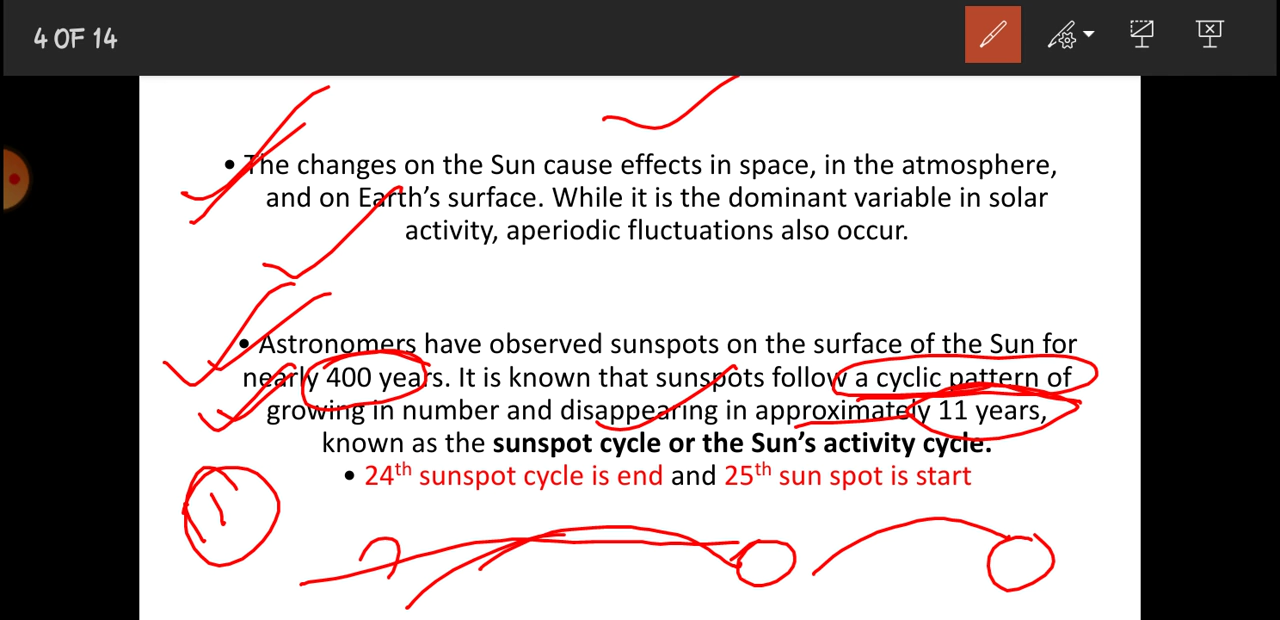 4 OF 14
• The changes on the Sun cause effects in space, in the atmosphere,
and on Earth's surface. While it is the dominant variable in solar
activity, aperiodic fluctuations also occur.
• Astronomers have observed sunspots on the surface of the Sun for
nearly 400 years. It is known that sunspots follow a cyclic pattern of
growing in number and disappearing in approximately 11 years,
known as the sunspot cycle or the Sun's activity cycle.
• 24th sunspot cycle is end and 25th sun spot is start
11